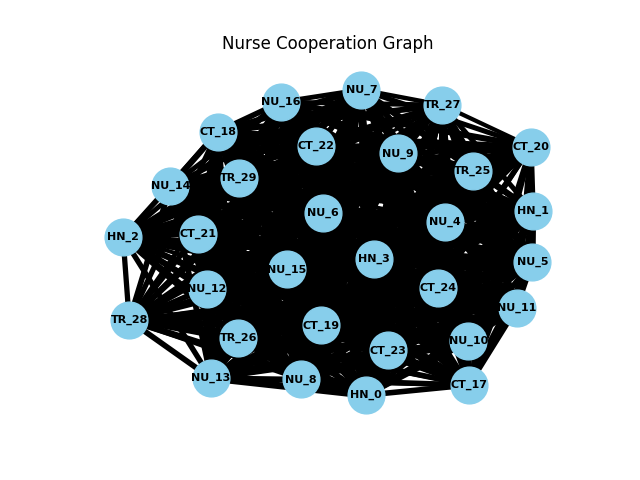 Nurse Cooperation Graph
NU_7
NU_16
TR_27
CT_18
CT_22
CT_20
NU_9
TR_25
TR_29
NU_14
HN_1
NU_6
NU_4
CT_21
HN_2
HN_3
NU_5
NU_15
CT_24
NU_12
NU_11
TR_28
CT_19
TR_26
NU_10
CT_23
NU_13
NU_8
CT_17
HN_0